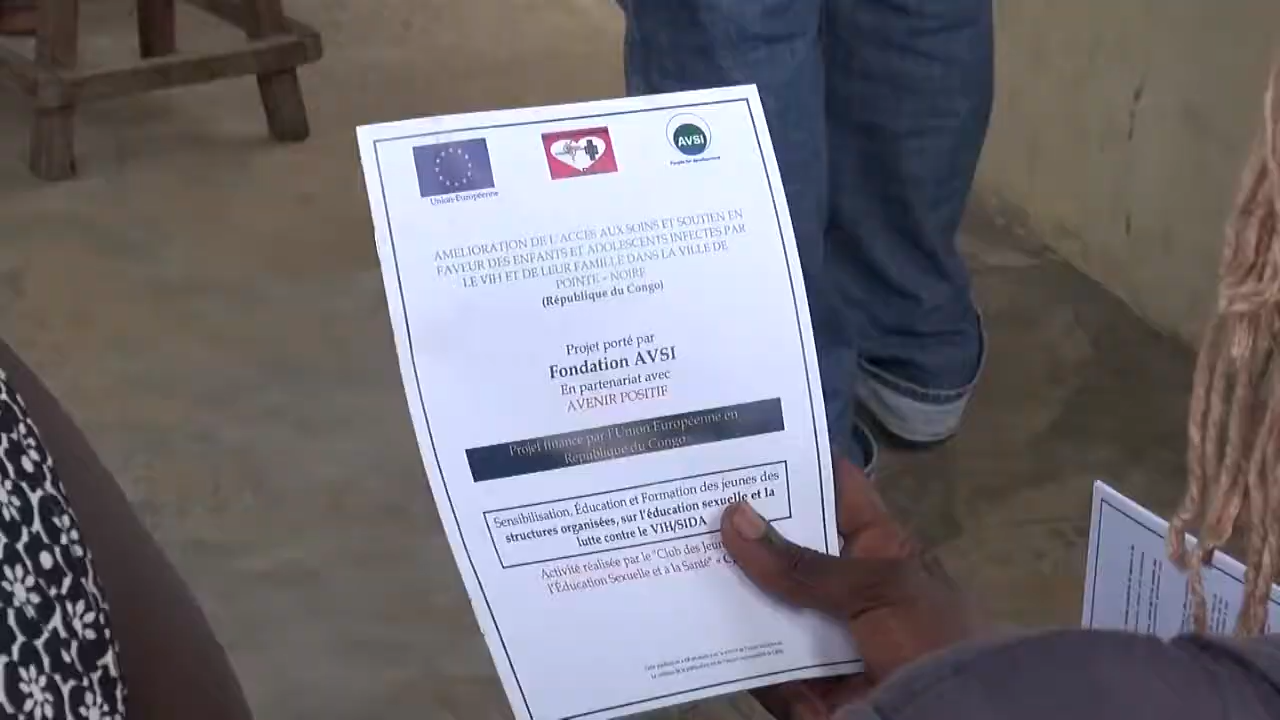 Union Européenne
AVSI
People for development
AMELIORATION DE L'ACCES AUX SOINS ET SOUTIEN EN
FAVEUR DES ENFANTS ET ADOLESCENTS INFECTES PAR
LE VIH ET DE LEUR FAMILLE DANS LA VILLE DE
POINTE – NOIRE
(République du Congo)
Projet porté par
Fondation AVSI
En partenariat avec
AVENIR POSITIF
Projet financé par l'Union Européenne en
République du Congo
Sensibilisation, Éducation et Formation des jeunes des
structures organisées, sur l'éducation sexuelle et la
lutte contre le VIH/SIDA
Activité réalisée par le "Club des
l'Éducation Sexuelle et à la Santé" «